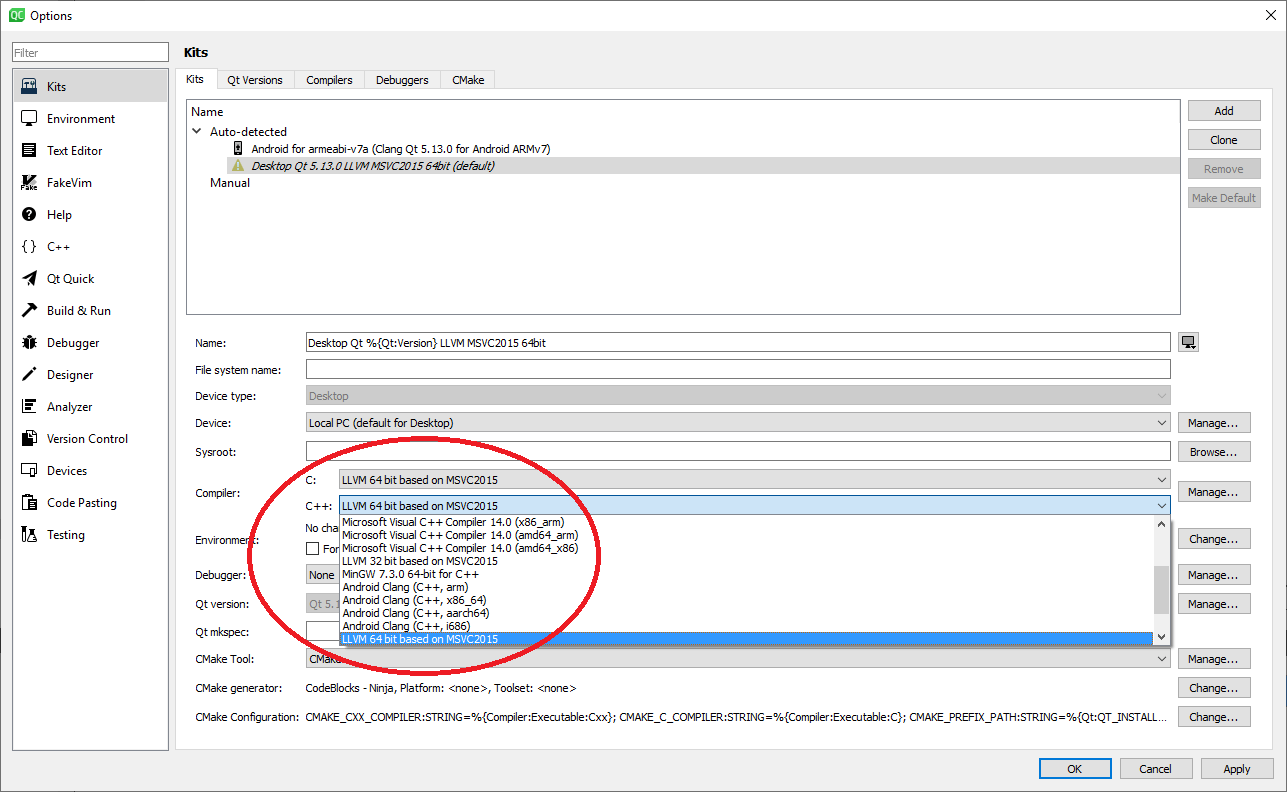 QC Options
Filter
Kits
Environment
Text Editor
Fake
FakeVim
Help
C++
Qt Quick
Build & Run
Debugger
Designer
Analyzer
Version Control
Devices
Code Pasting
Testing
Kits
Kits Qt Versions Compilers Debuggers CMake
Name
Auto-detected
Android for armeabi-v7a (Clang Qt 5.13.0 for Android ARMv7)
Desktop Qt 5.13.0 LLVM MSVC2015 64bit (default)
Manual
Add
Clone
Remove
Make Default
Name: Desktop Qt %{Qt:Version} LLVM MSVC2015 64bit
File system name:
Device type: Desktop
Device: Local PC (default for Desktop) Manage...
Sysroot: Browse...
Compiler: C: LLVM 64 bit based on MSVC2015 Manage...
C++: LLVM 64 bit based on MSVC2015
Microsoft Visual C++ Compiler 14.0 (x86_arm)
Microsoft Visual C++ Compiler 14.0 (amd64_arm)
Microsoft Visual C++ Compiler 14.0 (amd64_x86)
LLVM 32 bit based on MSVC2015
MinGW 7.3.0 64-bit for C++
Android Clang (C++, arm)
Android Clang (C++, x86_64)
Android Clang (C++, aarch64)
Android Clang (C++, i686)
LLVM 64 bit based on MSVC2015
Environment: No cha Change...
For
Debugger: None Manage...
Qt version: Qt 5.1 Manage...
Qt mkspec:
CMake Tool: CMake Manage...
CMake generator: CodeBlocks - Ninja, Platform: <none>, Toolset: <none> Change...
CMake Configuration: CMAKE_CXX_COMPILER:STRING=%{Compiler:Executable:Cxx}; CMAKE_C_COMPILER:STRING=%{Compiler:Executable:C}; CMAKE_PREFIX_PATH:STRING=%{Qt:QT_INSTALL... Change...
OK Cancel Apply